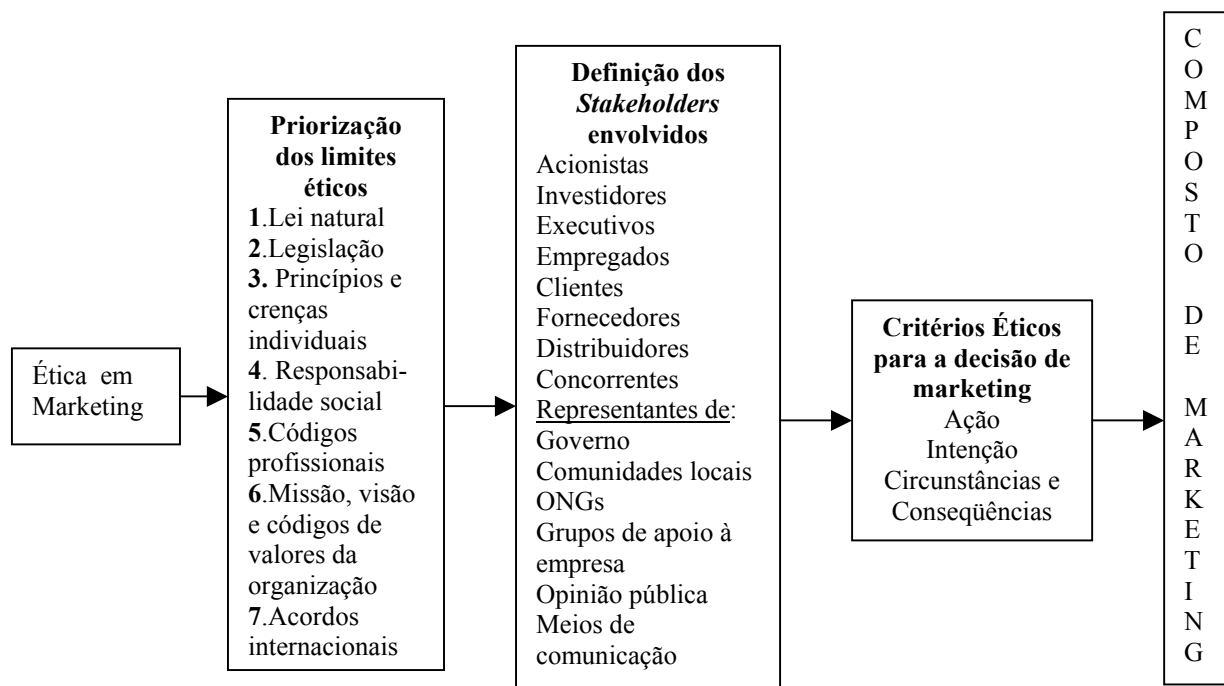 Ética em
Marketing
Priorização
dos limites
éticos
1.Lei natural
2.Legislação
3. Princípios e
crenças
individuais
4. Responsabi-
lidade social
5.Códigos
profissionais
6.Missão, visão
e códigos de
valores da
organização
7.Acordos
internacionais
Definição dos
Stakeholders
envolvidos
Acionistas
Investidores
Executivos
Empregados
Clientes
Fornecedores
Distribuidores
Concorrentes
Representantes de:
Governo
Comunidades locais
ONGs
Grupos de apoio à
empresa
Opinião pública
Meios de
comunicação
Critérios Éticos
para a decisão de
marketing
Ação
Intenção
Circunstâncias e
Conseqüências
C
O
M
P
O
S
T
O
D
E
M
A
R
K
E
T
I
N
G